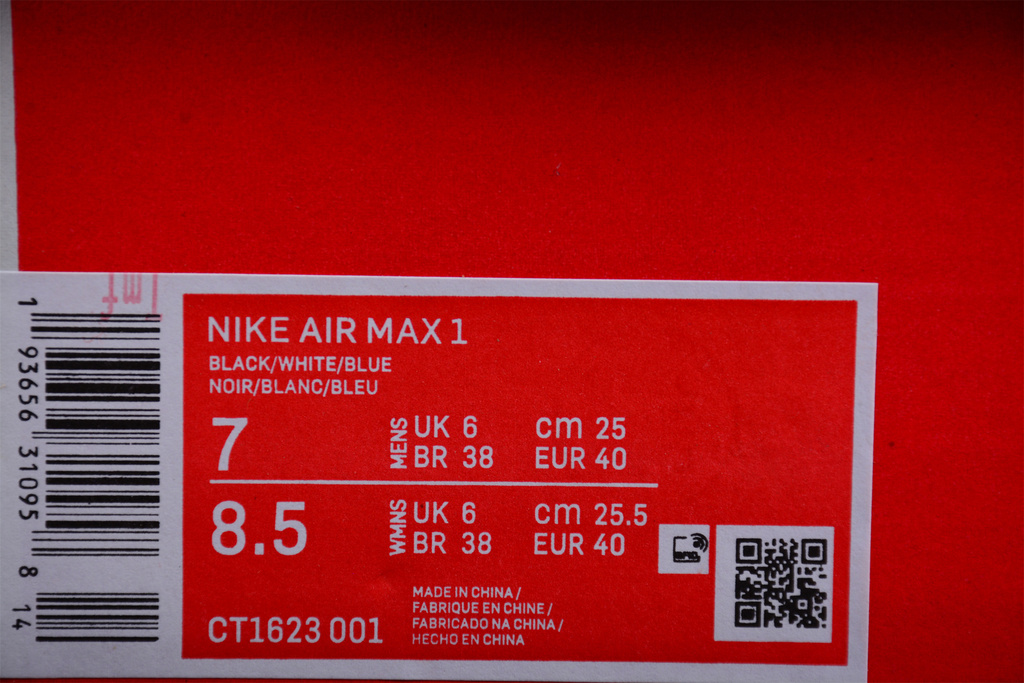 NIKE AIR MAX 1
BLACK/WHITE/BLUE
NOIR/BLANC/BLEU
7
MENS
UK 6
cm 25
BR 38
EUR 40
8.5
WMNS
UK 6
cm 25.5
BR 38
EUR 40
CT1623 001
MADE IN CHINA /
FABRIQUE EN CHINE /
FABRICADO NA CHINA /
HECHO EN CHINA
1 93656 31095 8 14